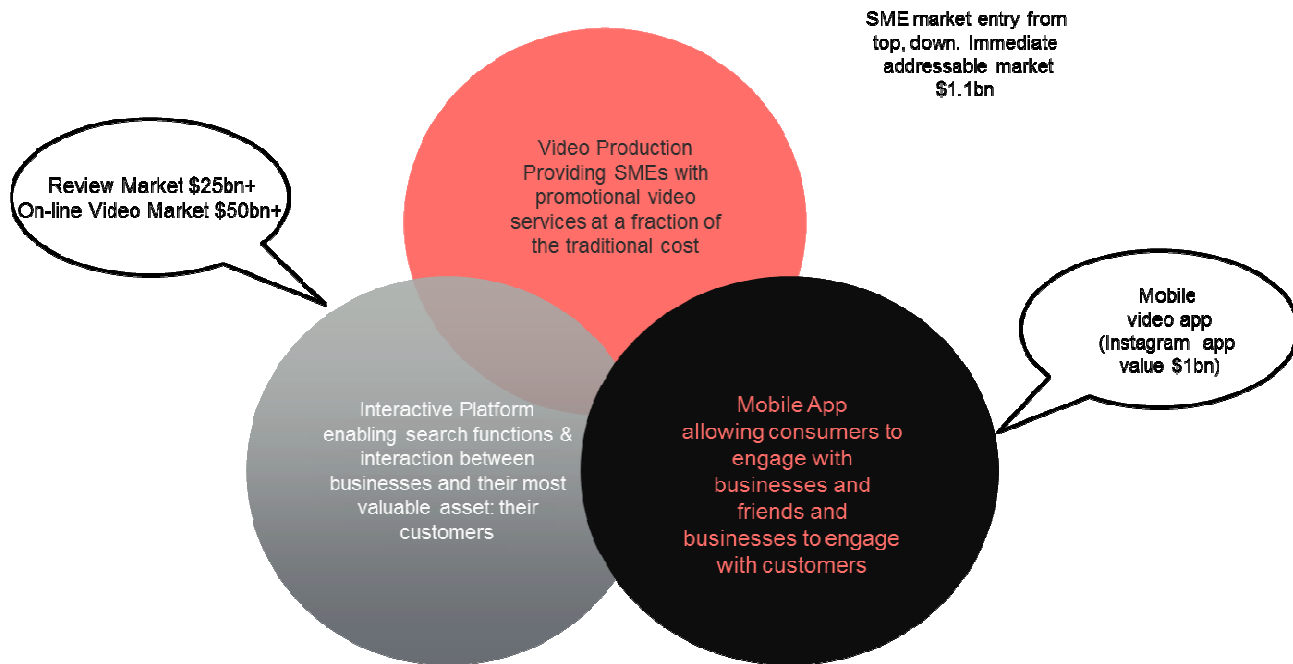 SME market entry from
top, down. Immediate
addressable market
$1.1bn
Video Production
Providing SMEs with
promotional video
services at a fraction of
the traditional cost
Review Market $25bn+
On-line Video Market $50bn+
Mobile
video app
(Instagram app
value $1bn)
Interactive Platform
enabling search functions &
interaction between
businesses and their most
valuable asset: their
customers
Mobile App
allowing consumers to
engage with
businesses and
friends and
businesses to engage
with customers